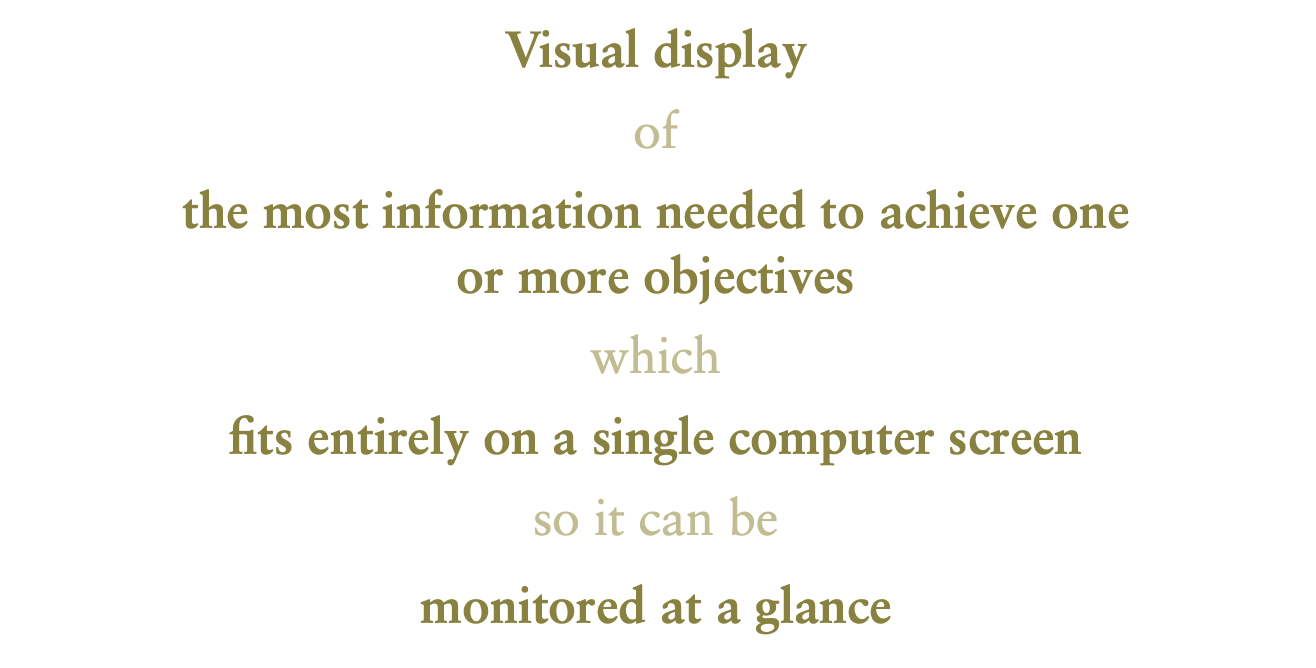 Visual display
of
the most information needed to achieve one
or more objectives
which
fits entirely on a single computer screen
so it can be
monitored at a glance